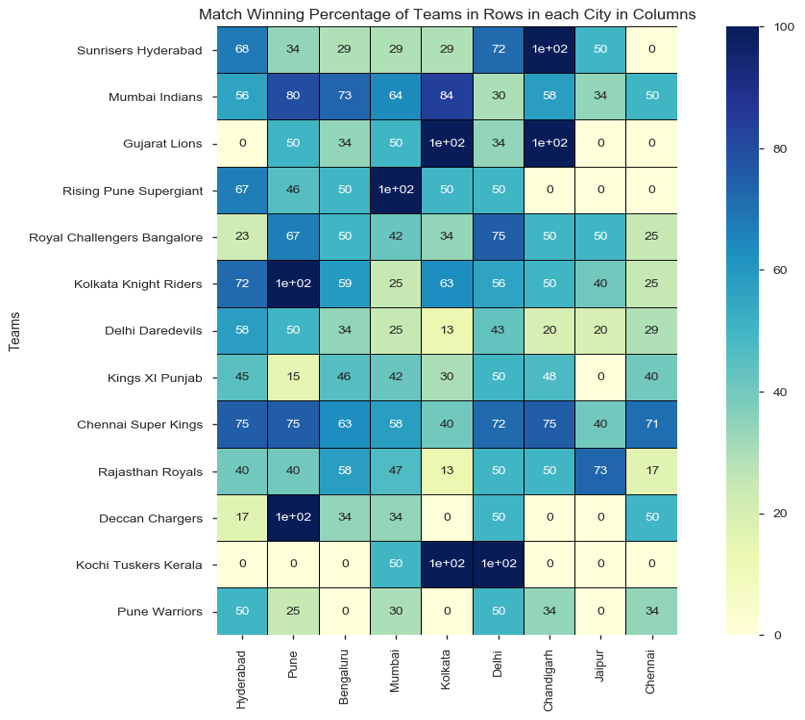 Match Winning Percentage of Teams in Rows in each City in Columns
Sunrisers Hyderabad 68 34 29 29 29 72 1e+02 50 0
Mumbai Indians 56 80 73 64 84 30 58 34 50
Gujarat Lions 0 50 34 50 1e+02 34 1e+02 0 0
Rising Pune Supergiant 67 46 50 1e+02 50 50 0 0 0
Royal Challengers Bangalore 23 67 50 42 34 75 50 50 25
Kolkata Knight Riders 72 1e+02 59 25 63 56 50 40 25
Delhi Daredevils 58 50 34 25 13 43 20 20 29
Kings XI Punjab 45 15 46 42 30 50 48 0 40
Chennai Super Kings 75 75 63 58 40 72 75 40 71
Rajasthan Royals 40 40 58 47 13 50 50 73 17
Deccan Chargers 17 1e+02 34 34 0 50 0 0 50
Kochi Tuskers Kerala 0 0 0 50 1e+02 1e+02 0 0 0
Pune Warriors 50 25 0 30 0 50 34 0 34
Teams
Hyderabad Pune Bengaluru Mumbai Kolkata Delhi Chandigarh Jaipur Chennai
100
80
60
40
20
0